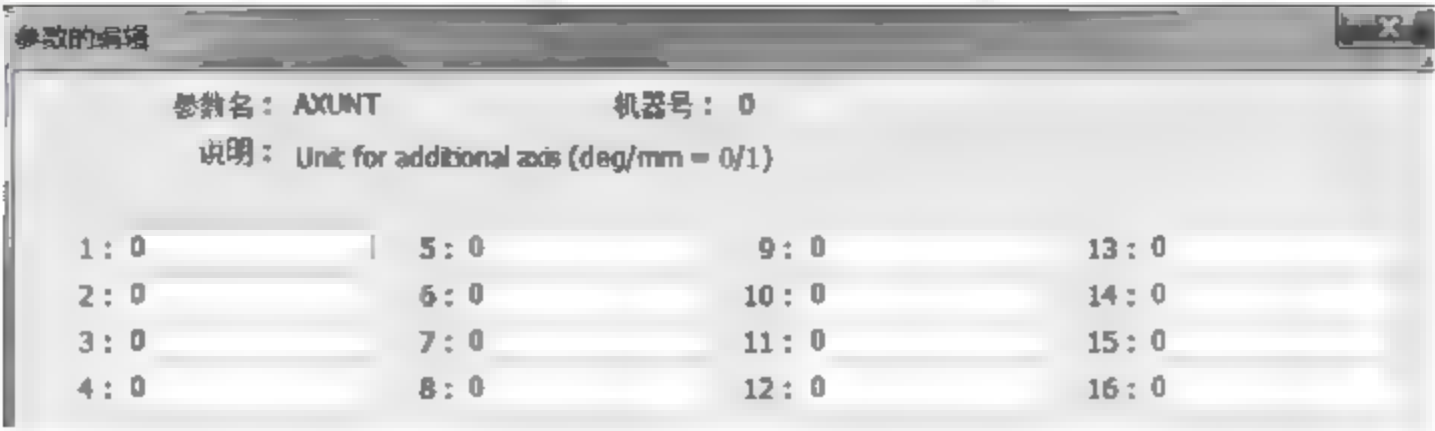 参数的编辑
参数名： AXUNT 机器号： 0
说明： Unit for additional axis (deg/mm = 0/1)
1： 0 5： 0 9： 0 13： 0
2： 0 6： 0 10： 0 14： 0
3： 0 7： 0 11： 0 15： 0
4： 0 8： 0 12： 0 16： 0